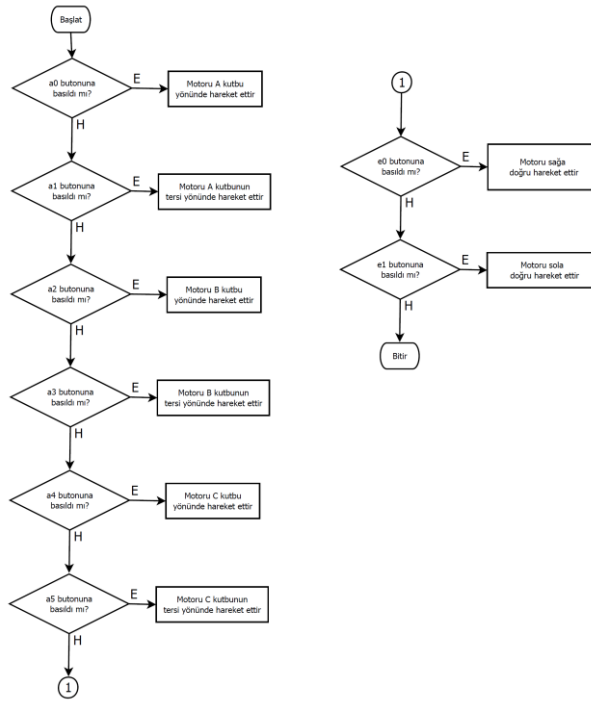 Başlat
a0 butonuna
basıldı mı?
E
Motoru A kutbu
yönünde hareket ettir
H
a1 butonuna
basıldı mı?
E
Motoru A kutbunun
tersi yönünde hareket ettir
H
a2 butonuna
basıldı mı?
E
Motoru B kutbu
yönünde hareket ettir
H
a3 butonuna
basıldı mı?
E
Motoru B kutbunun
tersi yönünde hareket ettir
H
a4 butonuna
basıldı mı?
E
Motoru C kutbu
yönünde hareket ettir
H
a5 butonuna
basıldı mı?
E
Motoru C kutbunun
tersi yönünde hareket ettir
H
1
1
e0 butonuna
basıldı mı?
E
Motoru sağa
doğru hareket ettir
H
e1 butonuna
basıldı mı?
E
Motoru sola
doğru hareket ettir
H
Bitir